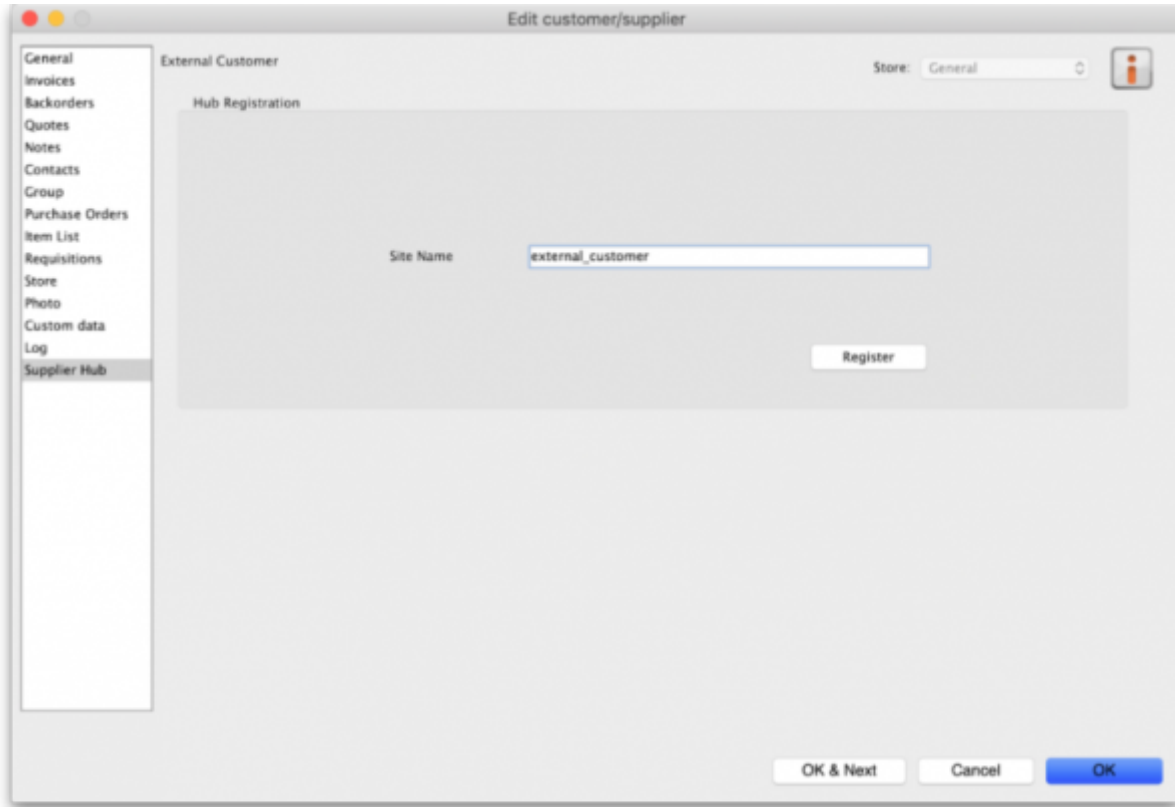 Edit customer/supplier
General
Invoices
Backorders
Quotes
Notes
Contacts
Group
Purchase Orders
Item List
Requisitions
Store
Photo
Custom data
Log
Supplier Hub
External Customer
Store: General
Hub Registration
Site Name external_customer
Register
OK & Next Cancel OK